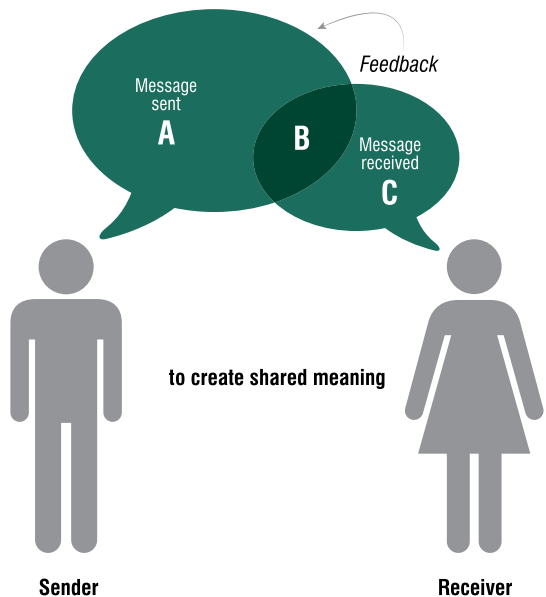 Feedback
Message
sent
A
B
Message
received
C
to create shared meaning
Sender
Receiver